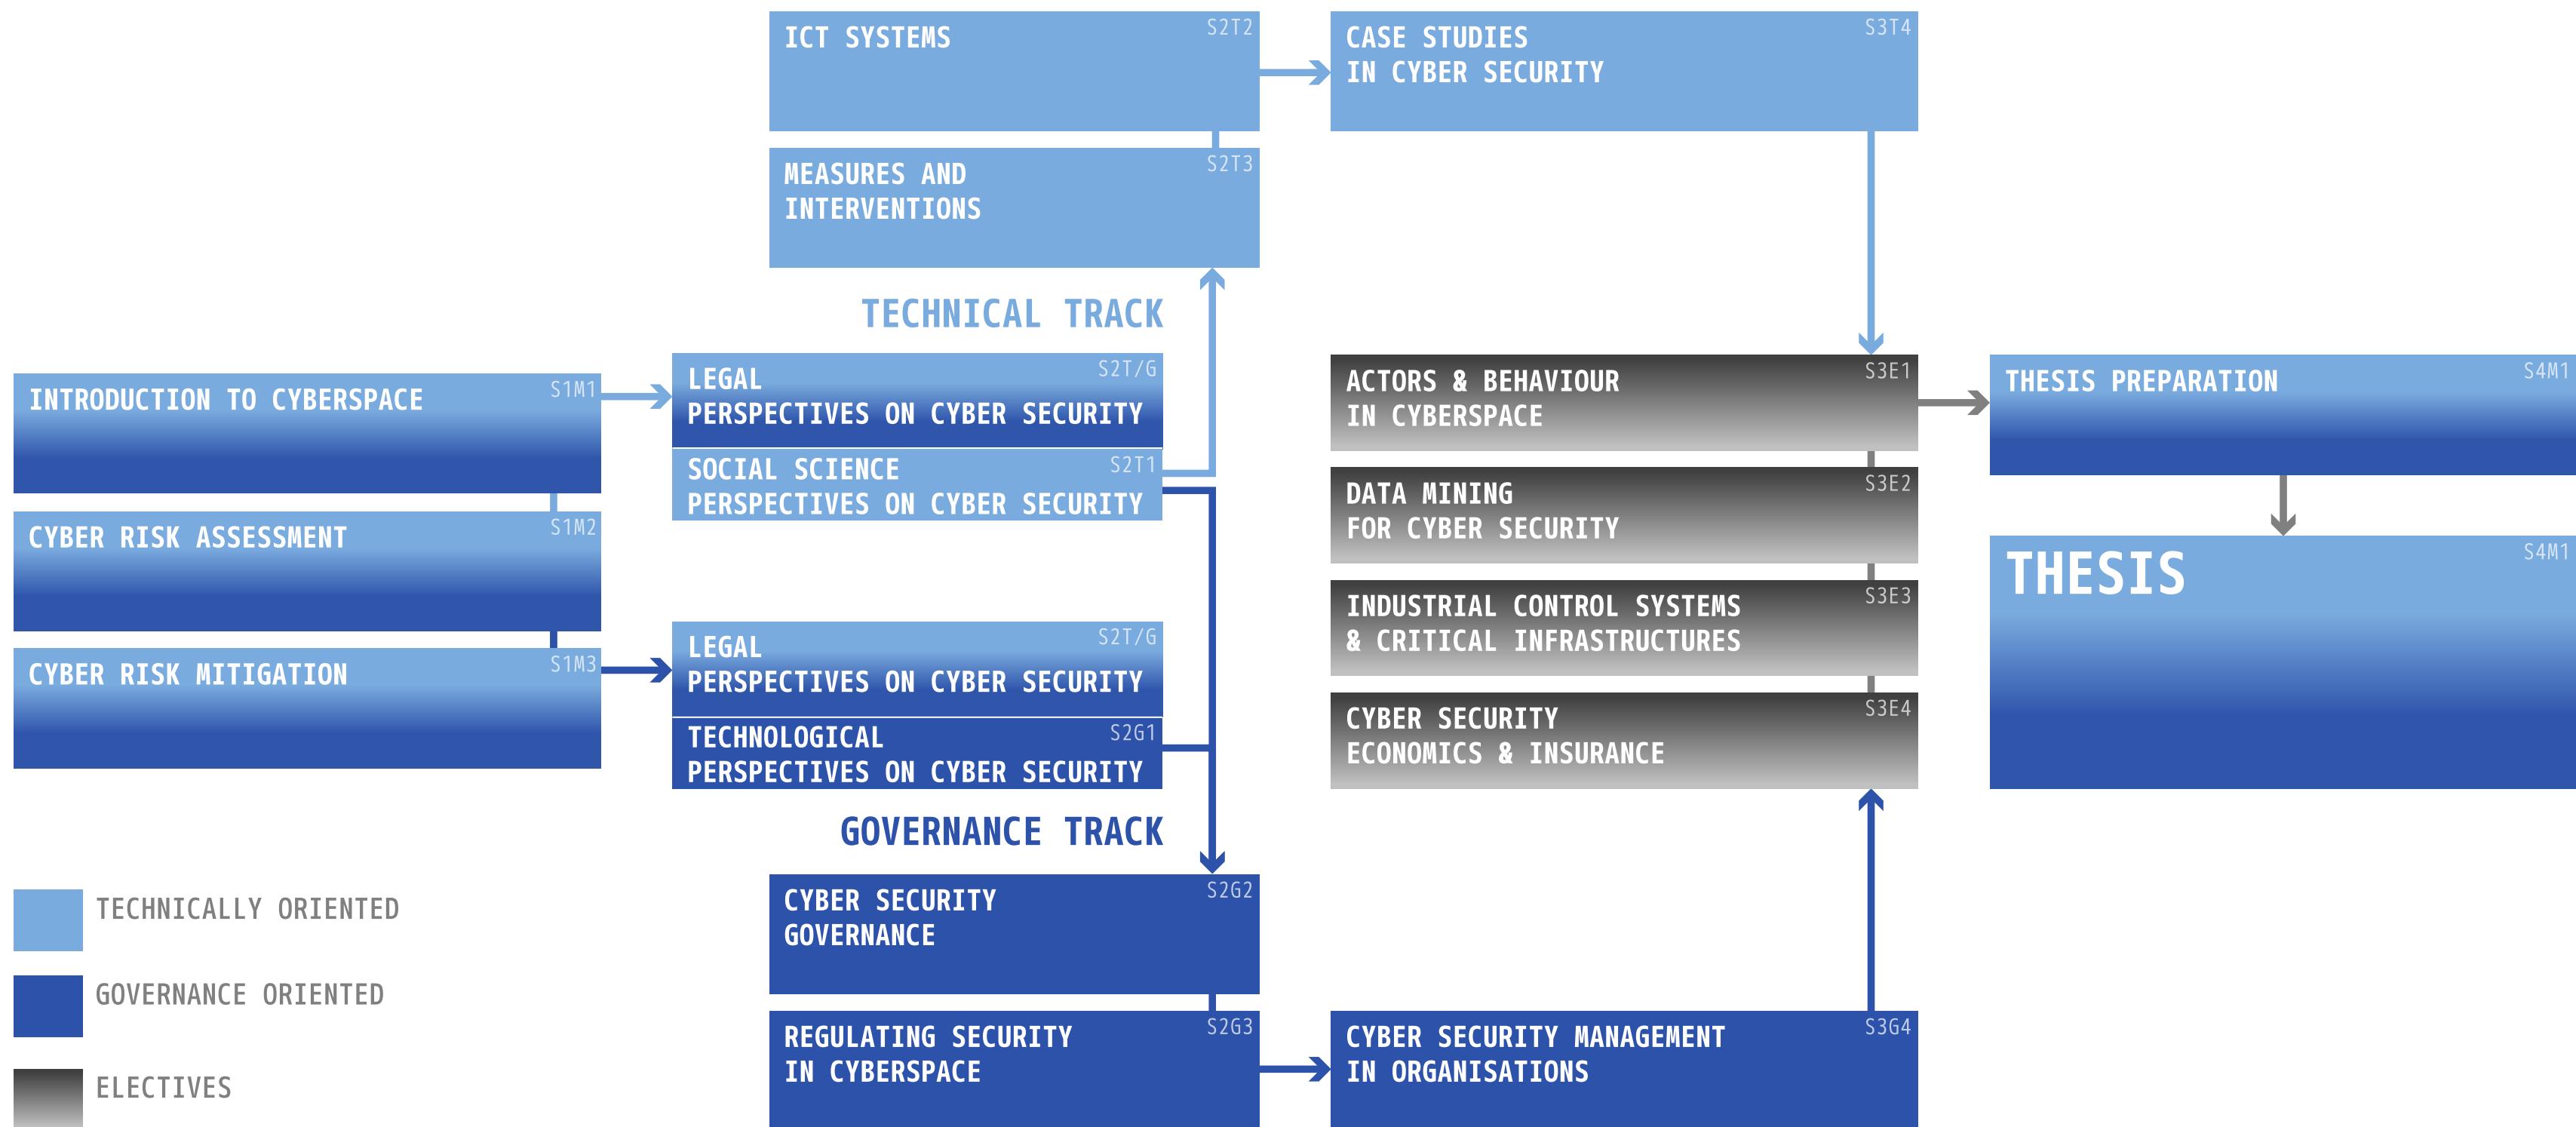 ICT SYSTEMS
S2T2
CASE STUDIES
IN CYBER SECURITY
S3T4
MEASURES AND
INTERVENTIONS
S2T3
TECHNICAL TRACK
INTRODUCTION TO CYBERSPACE
S1M1
CYBER RISK ASSESSMENT
S1M2
CYBER RISK MITIGATION
S1M3
LEGAL
PERSPECTIVES ON CYBER SECURITY
S2T/G
SOCIAL SCIENCE
PERSPECTIVES ON CYBER SECURITY
S2T1
LEGAL
PERSPECTIVES ON CYBER SECURITY
S2T/G
TECHNOLOGICAL
PERSPECTIVES ON CYBER SECURITY
S2G1
ACTORS & BEHAVIOUR
IN CYBERSPACE
S3E1
DATA MINING
FOR CYBER SECURITY
S3E2
INDUSTRIAL CONTROL SYSTEMS
& CRITICAL INFRASTRUCTURES
S3E3
CYBER SECURITY
ECONOMICS & INSURANCE
S3E4
THESIS PREPARATION
S4M1
THESIS
S4M1
GOVERNANCE TRACK
CYBER SECURITY
GOVERNANCE
S2G2
REGULATING SECURITY
IN CYBERSPACE
S2G3
CYBER SECURITY MANAGEMENT
IN ORGANISATIONS
S3G4
TECHNICALLY ORIENTED
GOVERNANCE ORIENTED
ELECTIVES